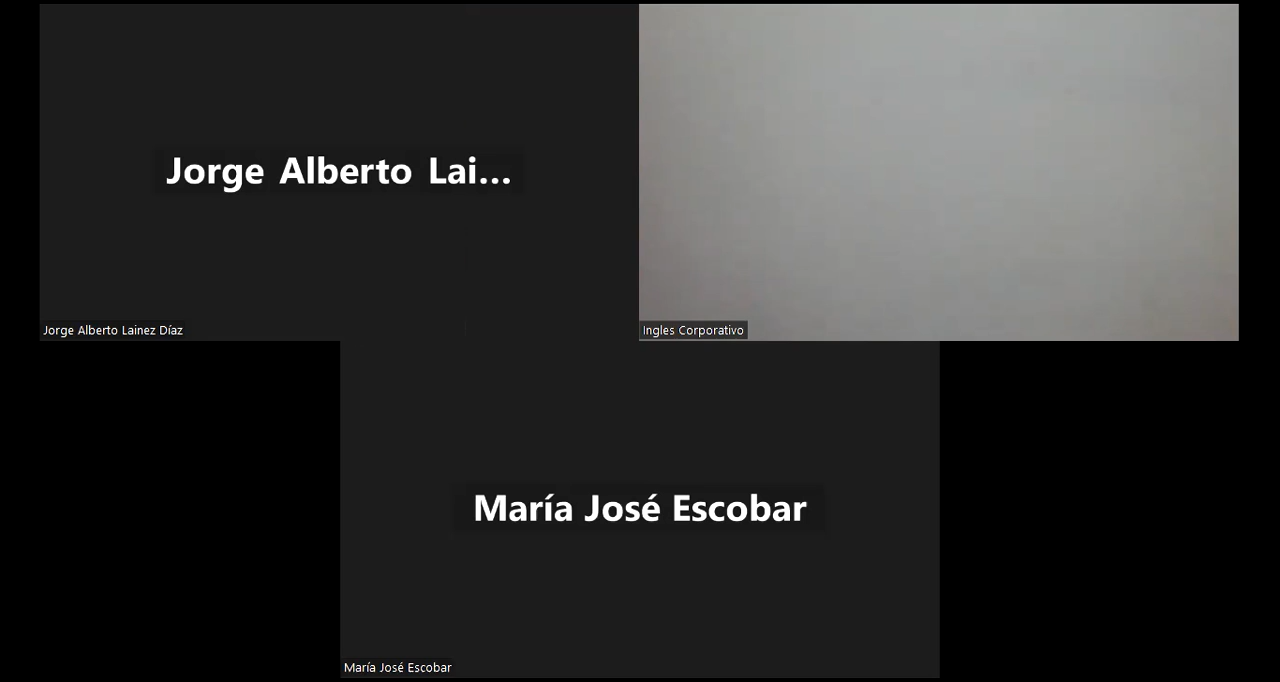 Jorge Alberto Lai...
Jorge Alberto Lainez Díaz
Ingles Corporativo
María José Escobar
María José Escobar